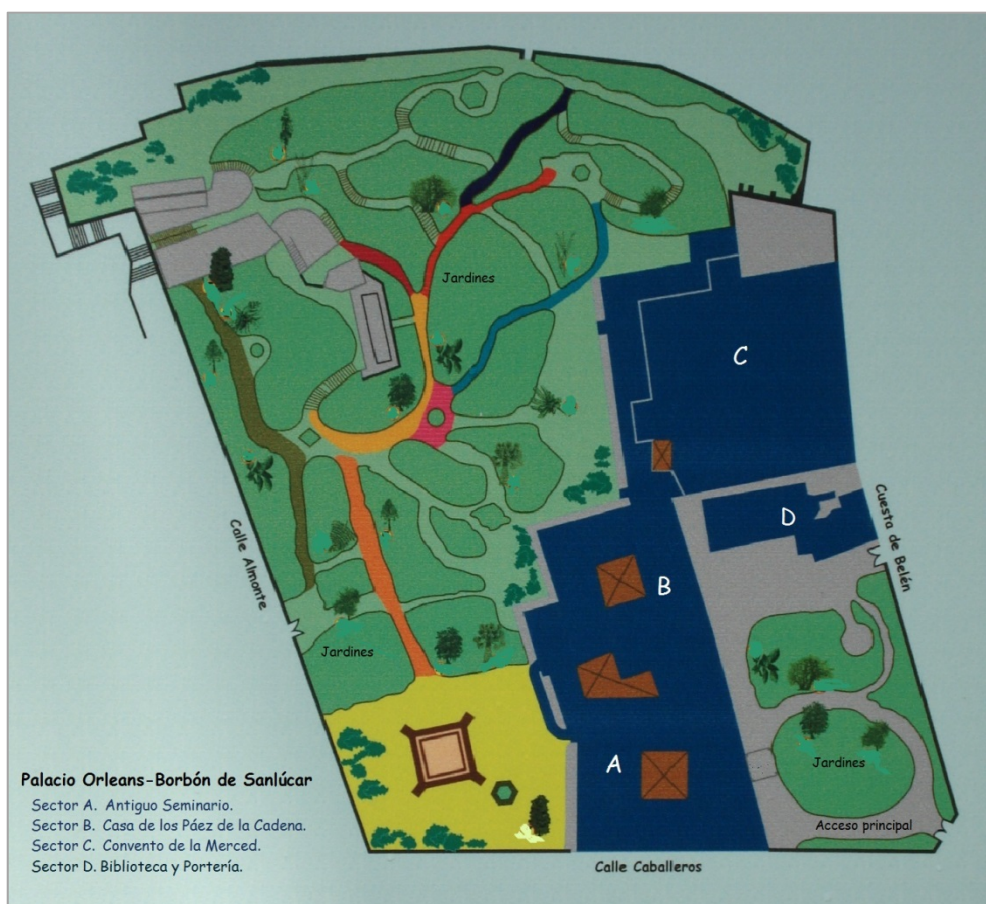 Jardines
C
D
Cuesta de Belén
Calle Almonte
B
Jardines
A
Jardines
Acceso principal
Calle Caballeros
Palacio Orleans-Borbón de Sanlúcar
Sector A. Antiguo Seminario.
Sector B. Casa de los Páez de la Cadena.
Sector C. Convento de la Merced.
Sector D. Biblioteca y Portería.